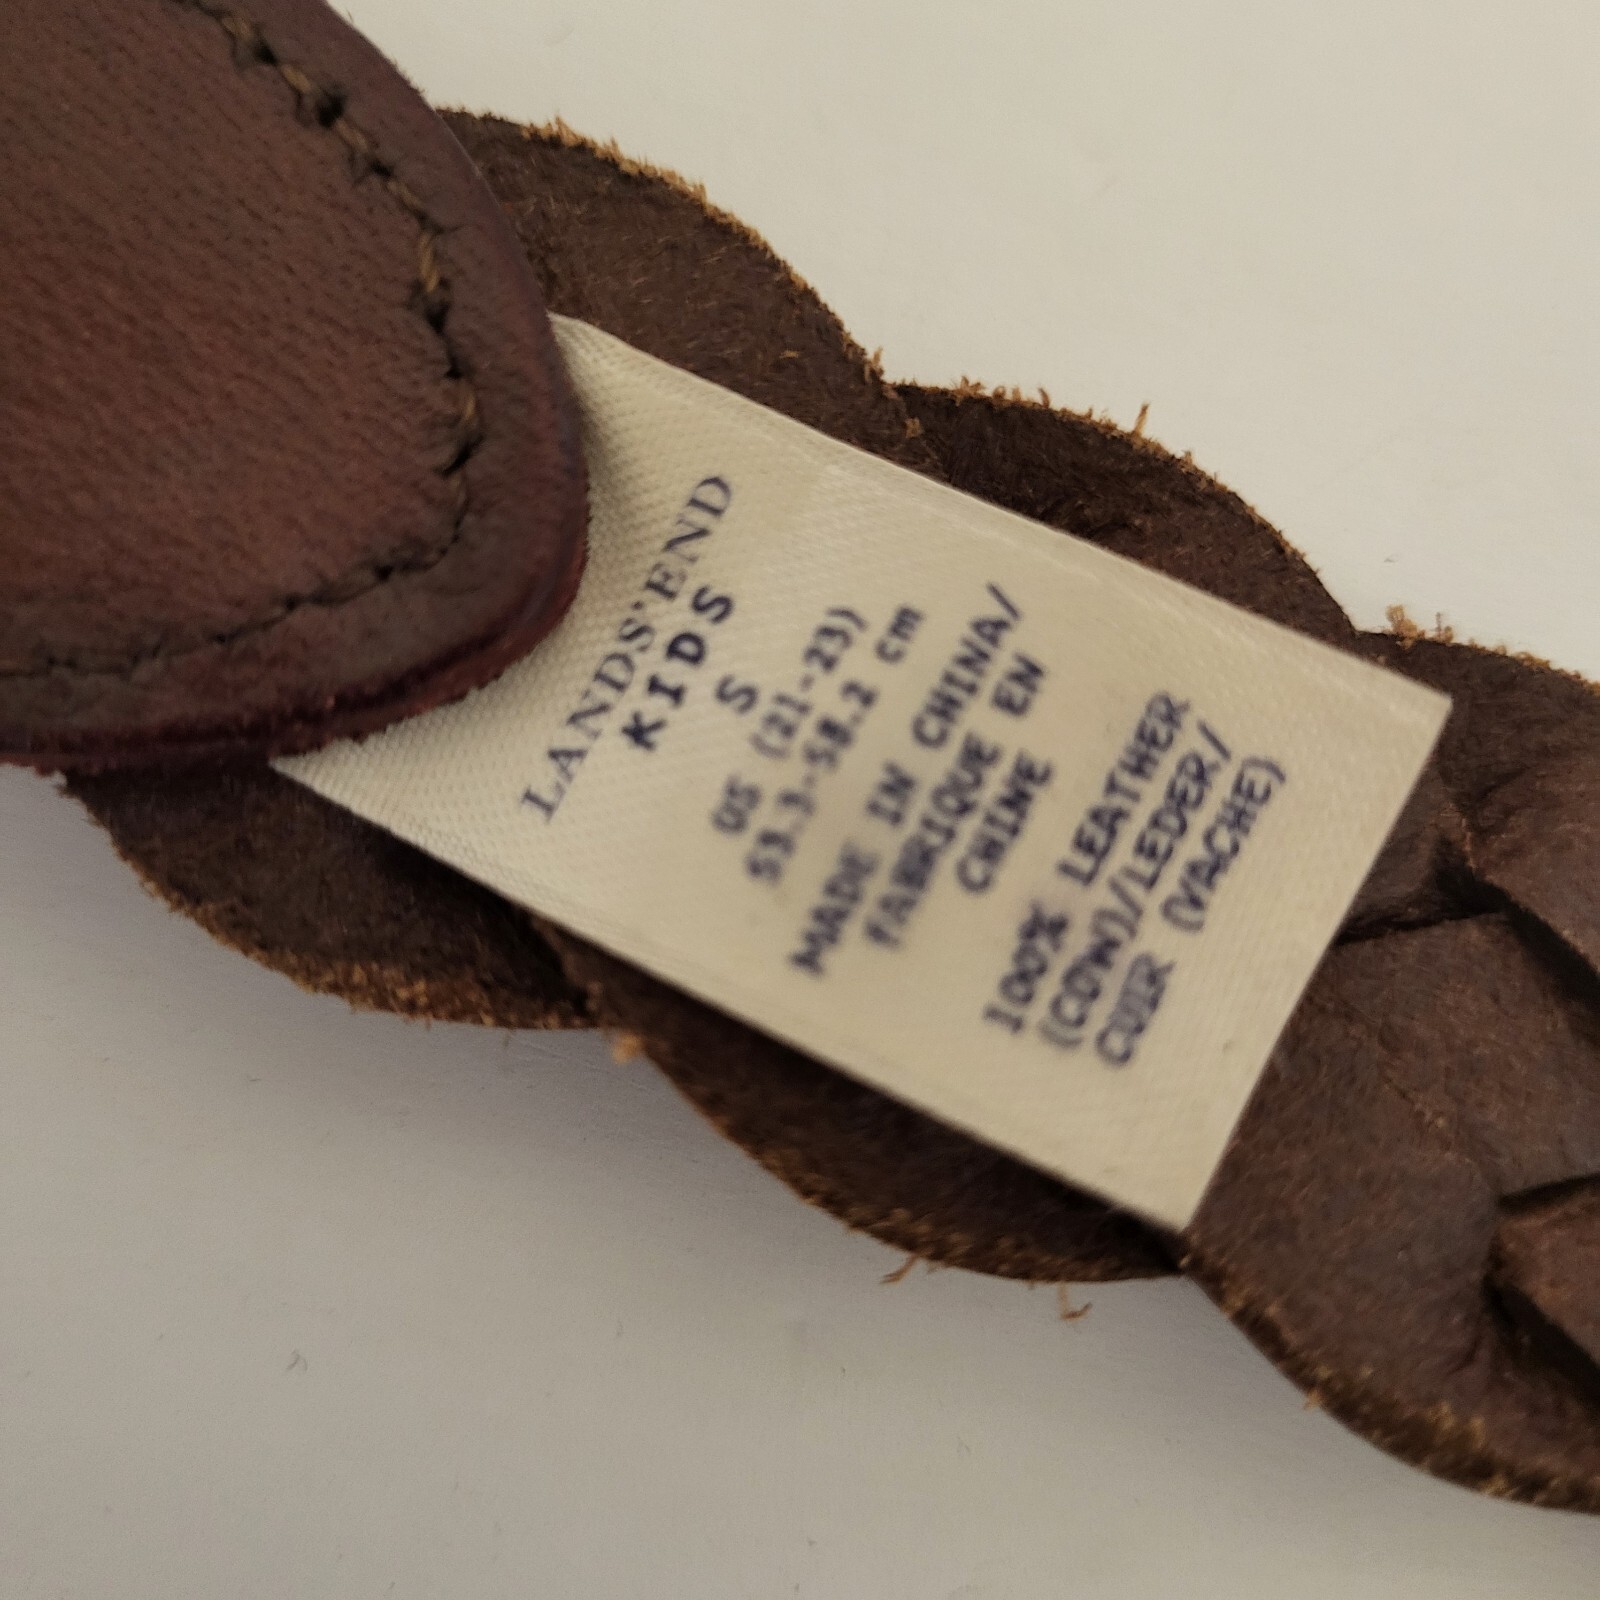 LANDS'END
KIDS
S
US (21-23)
53.3-58.2 cm
MADE IN CHINA/
FABRIQUE EN
CHINE
100% LEATHER
(COW)/LEDER/
CUIR (VACHE)